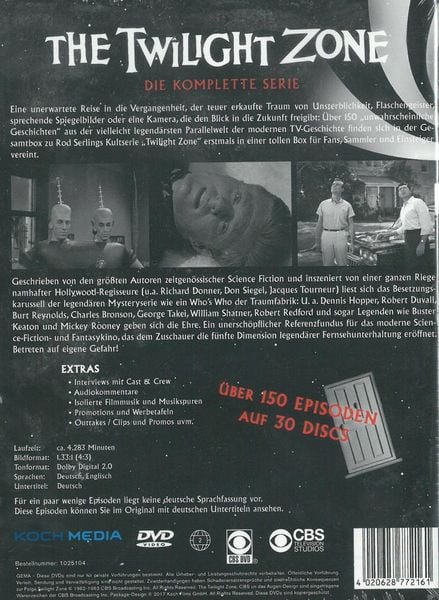 THE TWILIGHT ZONE
DIE KOMPLETTE SERIE
Eine unerwartete Reise in die Vergangenheit, der teuer erkaufte Traum von Unsterblichkeit, Flaschengeister,
sprechende Spiegelbilder oder eine Kamera, die den Blick in die Zukunft freigibt: Über 150 „unwahrscheinliche
Geschichten" aus der vielleicht legendärsten Parallelwelt der modernen TV-Geschichte finden sich in der Ge-
samtbox zu Rod Serlings Kultserie „Twilight Zone" erstmals in einer tollen Box für Fans, Sammler und Einsteiger
vereint.
Geschrieben von den größten Autoren zeitgenössischer Science Fiction und inszeniert von einer ganzen Riege
namhafter Hollywood-Regisseure (u.a. Richard Donner, Don Siegel, Jacques Tourneur) liest sich das Besetzungs-
karussell der legendären Mysteryserie wie ein Who's Who der Traumfabrik: U. a. Dennis Hopper, Robert Duvall,
Burt Reynolds, Charles Bronson, George Takei, William Shatner, Robert Redford und sogar Legenden wie Buster
Keaton und Mickey Rooney geben sich die Ehre. Ein unerschöpflicher Referenzfundus für das moderne Scien-
ce-Fiction- und Fantasykino, das dem Zuschauer die fünfte Dimension legendärer Fernsehunterhaltung eröffnet.
Betreten auf eigene Gefahr!
EXTRAS
• Interviews mit Cast & Crew
• Audiokommentare
• Isolierte Filmmusik und Musikspuren
• Promotions und Werbetafeln
• Outtakes / Clips und Promos uvm.
ÜBER 150 EPISODEN
AUF 30 DISCS
Laufzeit: ca. 4.283 Minuten
Bildformat: 1.33:1 (4:3)
Tonformat: Dolby Digital 2.0
Sprachen: Deutsch, Englisch
Untertitel: Deutsch
Für ein paar wenige Episoden liegt keine deutsche Sprachfassung vor.
Diese Episoden können Sie im Original mit deutschen Untertiteln ansehen.
KOCH MEDIA DVD VIDEO 2 CBS DVD CBS TELEVISION STUDIOS
Bestellnummer: 1025104
4 020628 772161